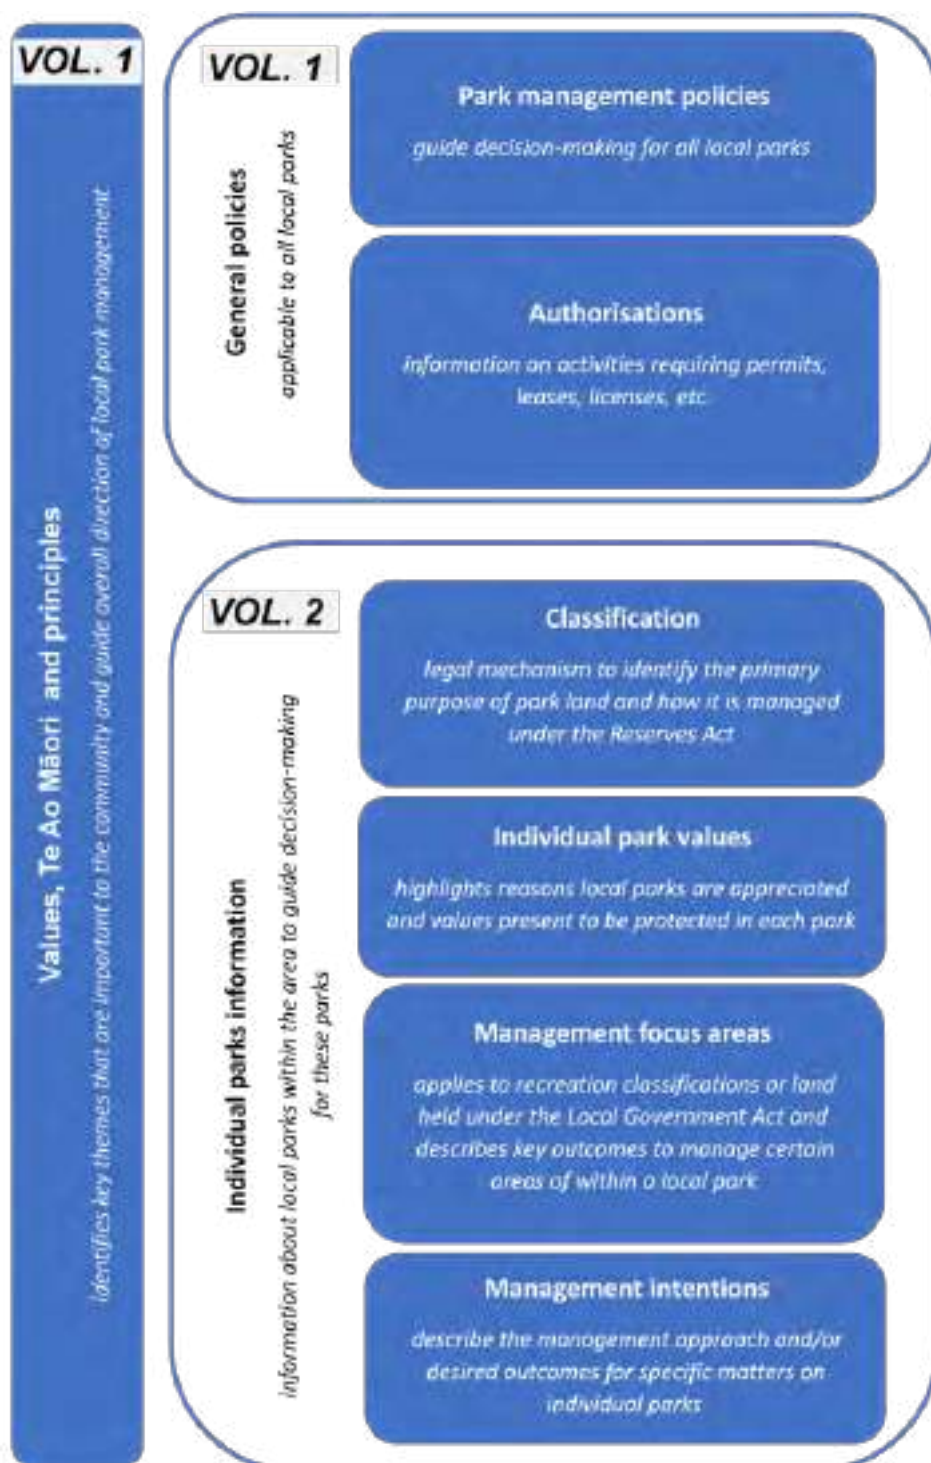 VOL. 1
Values, Te Ao Māori and principles
identifies key themes that are important to the community and guide overall direction of local park management
VOL. 1
General policies
applicable to all local parks
Park management policies
guide decision-making for all local parks
Authorisations
information on activities requiring permits,
leases, licenses, etc
VOL. 2
Individual parks information
information about local parks within the area to guide decision-making
for these parks
Classification
legal mechanism to identify the primary
purpose of park land and how it is managed
under the Reserves Act
Individual park values
highlights reasons local parks are appreciated
and values present to be protected in each park
Management focus areas
applies to recreation classifications or land
held under the Local Government Act and
describes key outcomes to manage certain
areas of within a local park
Management intentions
describe the management approach and/or
desired outcomes for specific matters on
individual parks